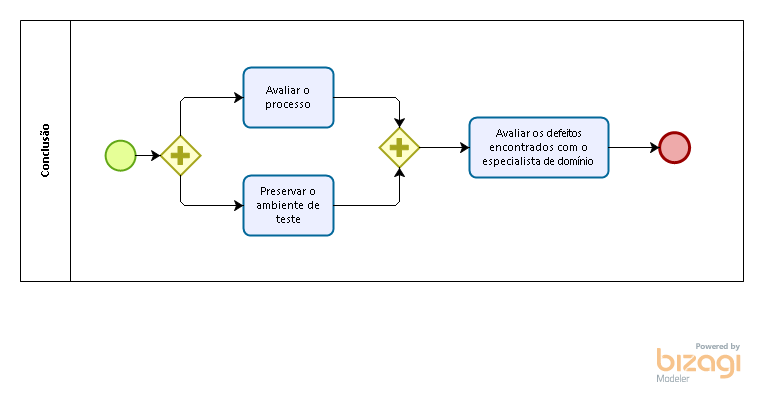 Conclusão
Avaliar o
processo
Preservar o
ambiente de
teste
Avaliar os defeitos
encontrados com o
especialista de domínio
Powered by
bizagi
Modeler